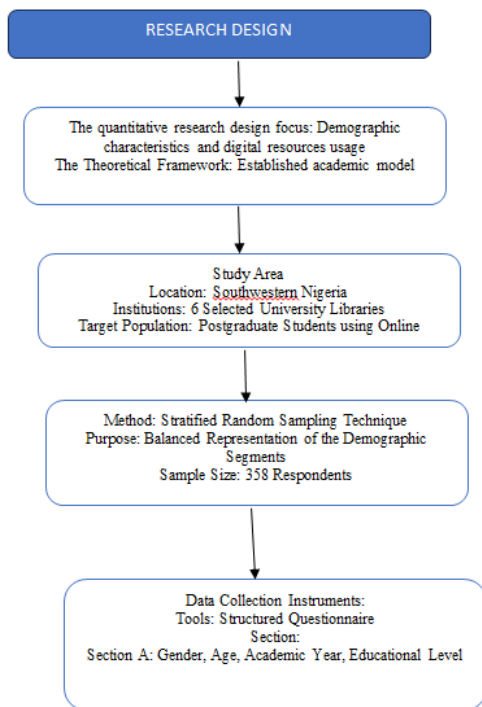 RESEARCH DESIGN
The quantitative research design focus: Demographic
characteristics and digital resources usage
The Theoretical Framework: Established academic model
Study Area
Location: Southwestern Nigeria
Institutions: 6 Selected University Libraries
Target Population: Postgraduate Students using Online
Method: Stratified Random Sampling Technique
Purpose: Balanced Representation of the Demographic
Segments
Sample Size: 358 Respondents
Data Collection Instruments:
Tools: Structured Questionnaire
Section:
Section A: Gender, Age, Academic Year, Educational Level